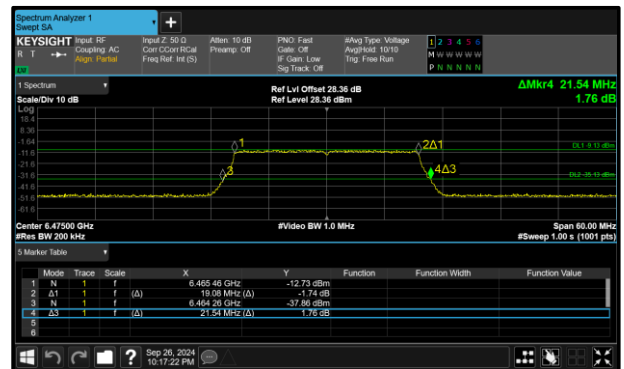 Spectrum Analyzer 1
Swept SA
+
KEYSIGHT Input: RF Input Z: 50 Ω Atten: 10 dB PNO: Fast #Avg Type: Voltage 1 2 3 4 5 6
R T Coupling: AC Corr CCorr RCal Preamp: Off Gate: Off Avg|Hold: 10/10 M W W W W W
Align: Partial Freq Ref: Int (S) IF Gain: Low Trig: Free Run
Sig Track: Off P N N N N N
1 Spectrum Ref Lvl Offset 28.36 dB ΔMkr4 21.54 MHz
Scale/Div 10 dB Ref Level 28.36 dBm 1.76 dB
Log
18.4
8.36
-1.64 1 2Δ1 DL1 -9.13 dBm
-11.6
-21.6 3 4Δ3 DL2 -35.13 dBm
-31.6
-41.6
-51.6
-61.6
Center 6.47500 GHz #Video BW 1.0 MHz Span 60.00 MHz
#Res BW 200 kHz #Sweep 1.00 s (1001 pts)
5 Marker Table
Mode Trace Scale X Y Function Function Width Function Value
1 N 1 f 6.465 46 GHz -12.73 dBm
2 Δ1 1 f (Δ) 19.08 MHz (Δ) -1.74 dB
3 N 1 f 6.464 26 GHz -37.86 dBm
4 Δ3 1 f (Δ) 21.54 MHz (Δ) 1.76 dB
5
6
? Sep 26, 2024
10:17:22 PM